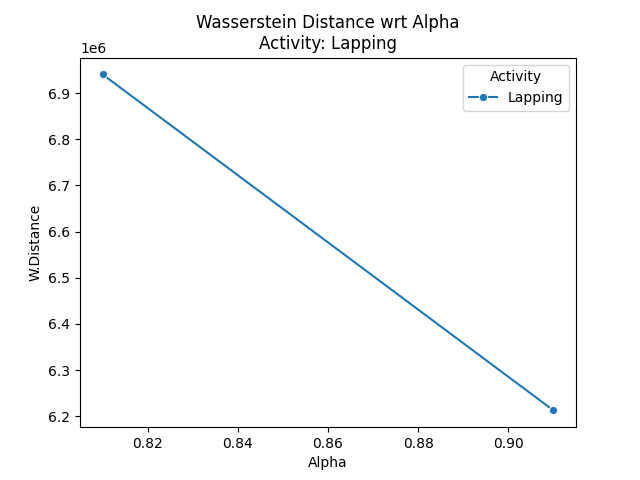 Wasserstein Distance wrt Alpha
Activity: Lapping
1e6
Activity
Lapping
6.9
6.8
6.7
6.6
6.5
6.4
6.3
6.2
W.Distance
0.82 0.84 0.86 0.88 0.90
Alpha